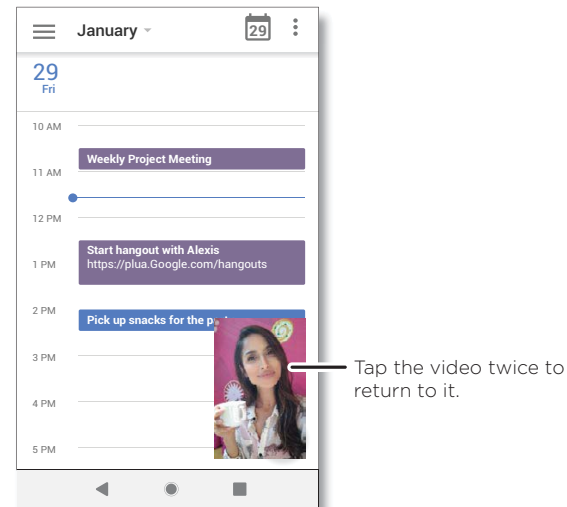 January
29
29
Fri
10 AM
Weekly Project Meeting
11 AM
12 PM
Start hangout with Alexis
1 PM
https://plua.Google.com/hangouts
2 PM
Pick up snacks for the
3 PM
Tap the video twice to
return to it.
4 PM
5 PM